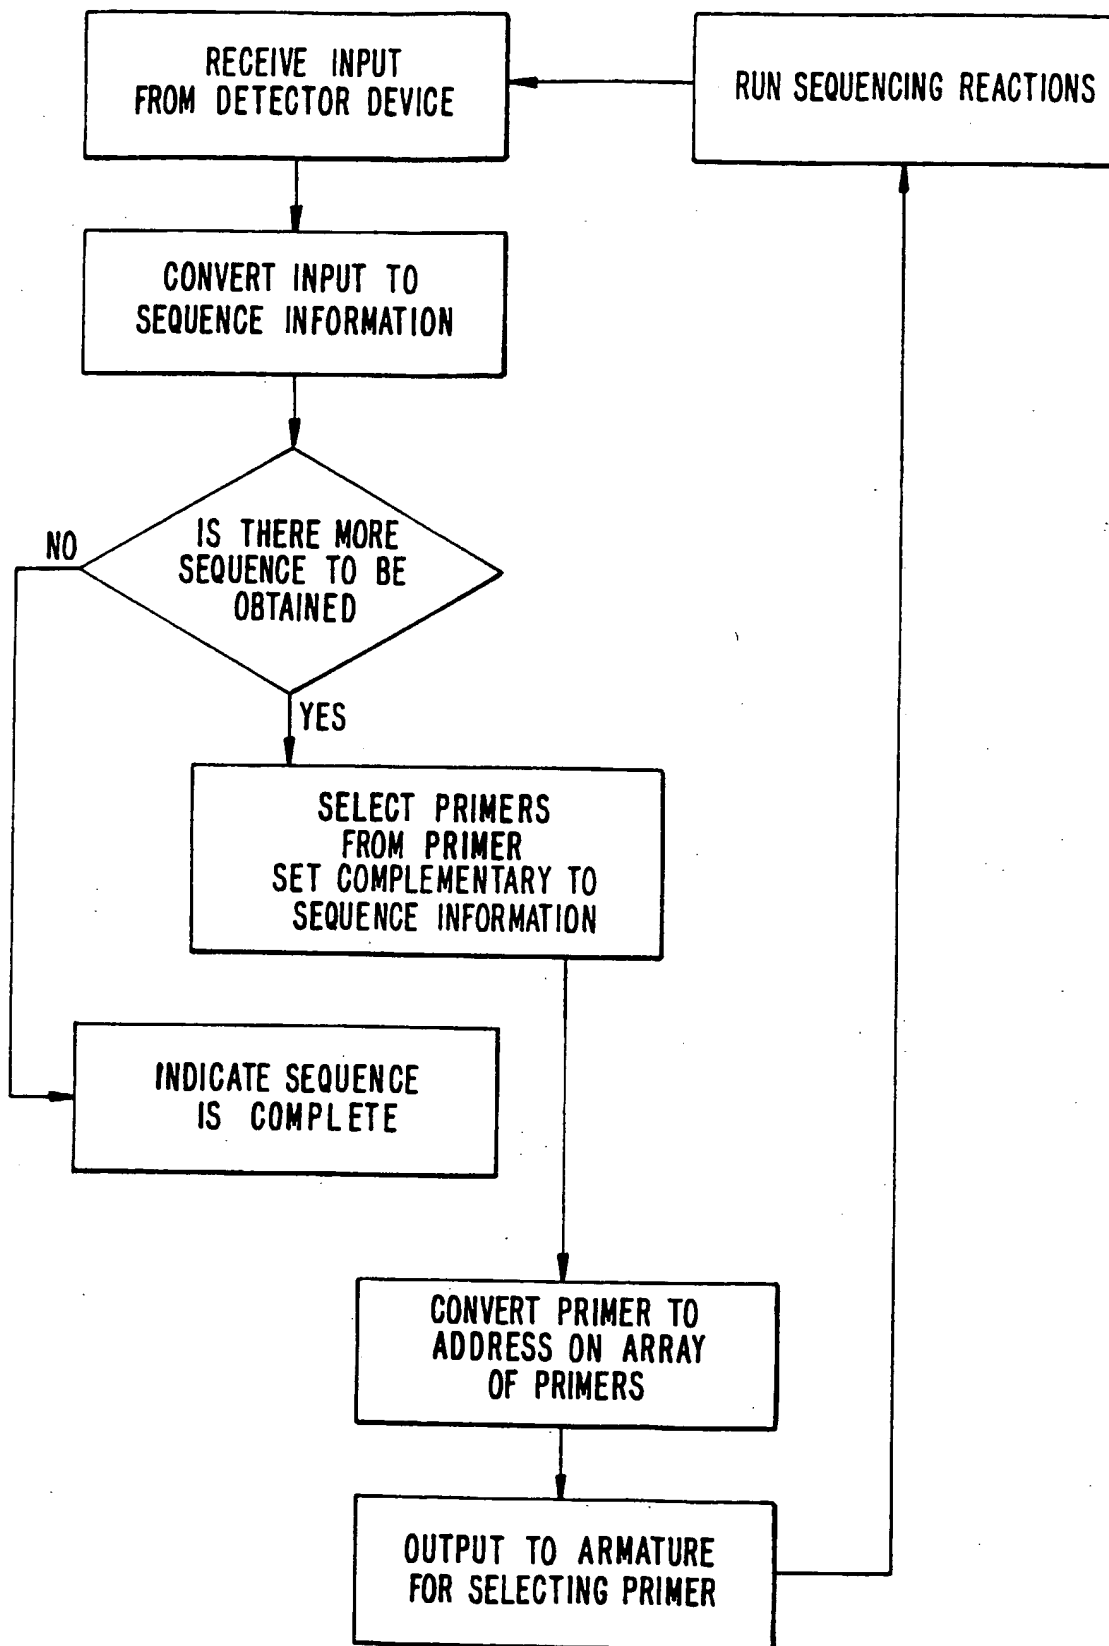 RECEIVE INPUT
FROM DETECTOR DEVICE
RUN SEQUENCING REACTIONS
CONVERT INPUT TO
SEQUENCE INFORMATION
IS THERE MORE
SEQUENCE TO BE
OBTAINED
NO
YES
SELECT PRIMERS
FROM PRIMER
SET COMPLEMENTARY TO
SEQUENCE INFORMATION
INDICATE SEQUENCE
IS COMPLETE
CONVERT PRIMER TO
ADDRESS ON ARRAY
OF PRIMERS
OUTPUT TO ARMATURE
FOR SELECTING PRIMER